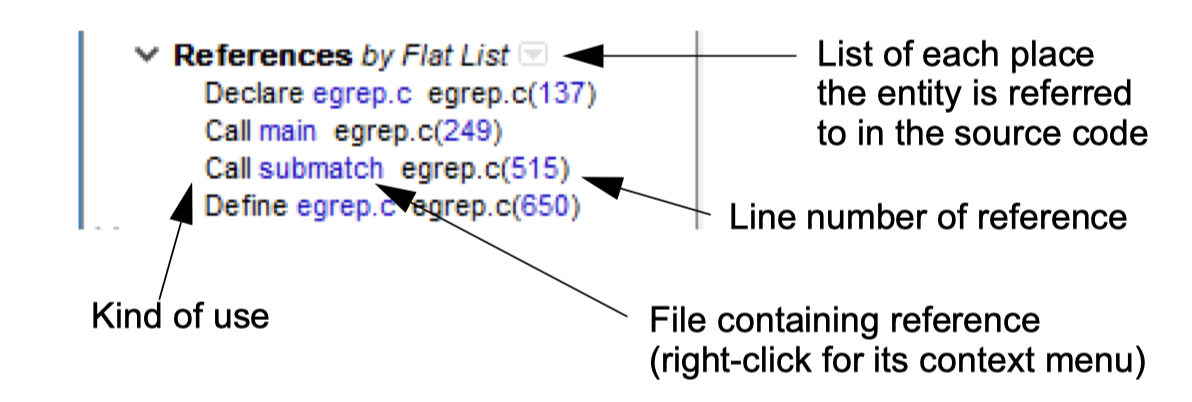 References by Flat List
Declare egrep.c egrep.c(137)
Call main egrep.c(249)
Call submatch egrep.c(515)
Define egrep.c egrep.c(650)
List of each place
the entity is referred
to in the source code
Line number of reference
Kind of use
File containing reference
(right-click for its context menu)